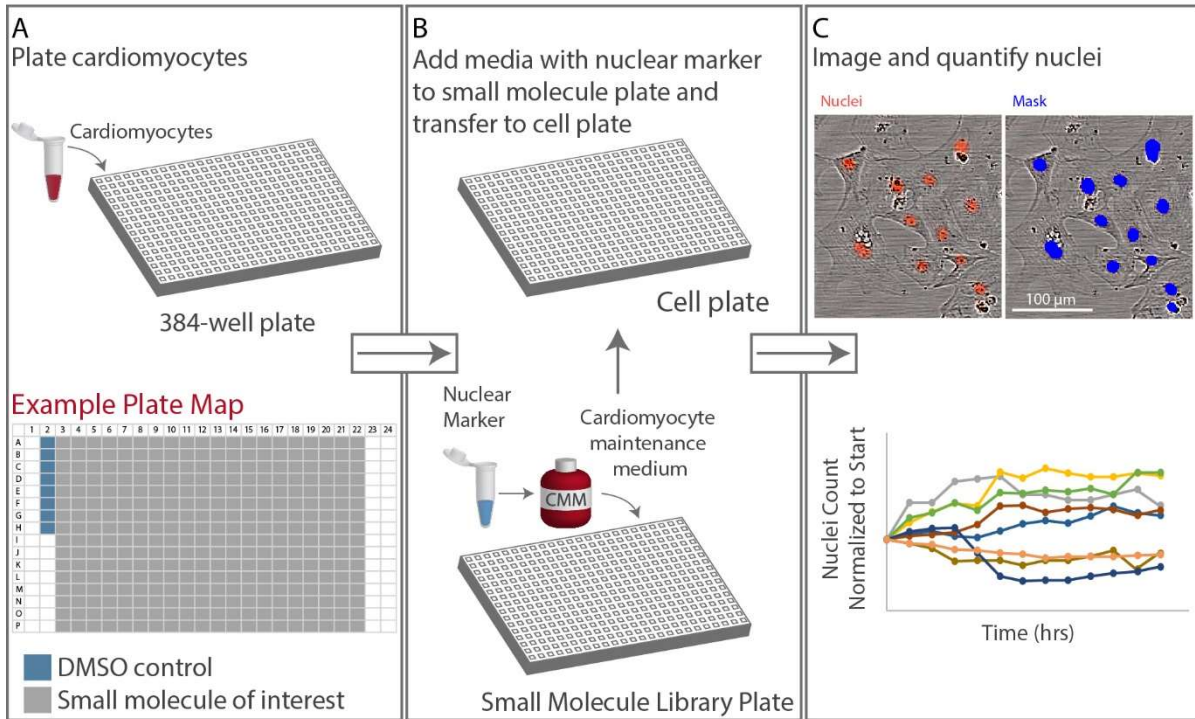 A
Plate cardiomyocytes
Cardiomyocytes
384-well plate
Example Plate Map
1 2 3 4 5 6 7 8 9 10 11 12 13 14 15 16 17 18 19 20 21 22 23 24
A
B
C
D
E
F
G
H
I
J
K
L
M
N
O
P
DMSO control
Small molecule of interest
B
Add media with nuclear marker
to small molecule plate and
transfer to cell plate
Cell plate
Nuclear
Marker
Cardiomyocyte
maintenance
medium
CMM
Small Molecule Library Plate
C
Image and quantify nuclei
Nuclei
Mask
100 µm
Nuclei Count
Normalized to Start
Time (hrs)